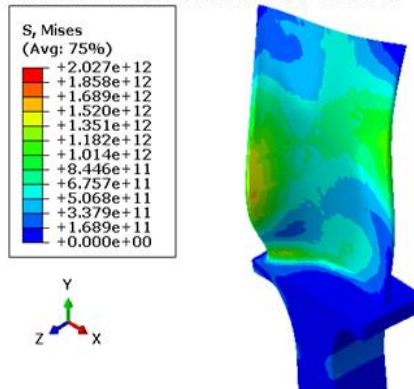 S, Mises
(Avg: 75%)
+2.027e+12
+1.858e+12
+1.689e+12
+1.520e+12
+1.351e+12
+1.182e+12
+1.014e+12
+8.446e+11
+6.757e+11
+5.068e+11
+3.379e+11
+1.689e+11
+0.000e+00
Y
Z X